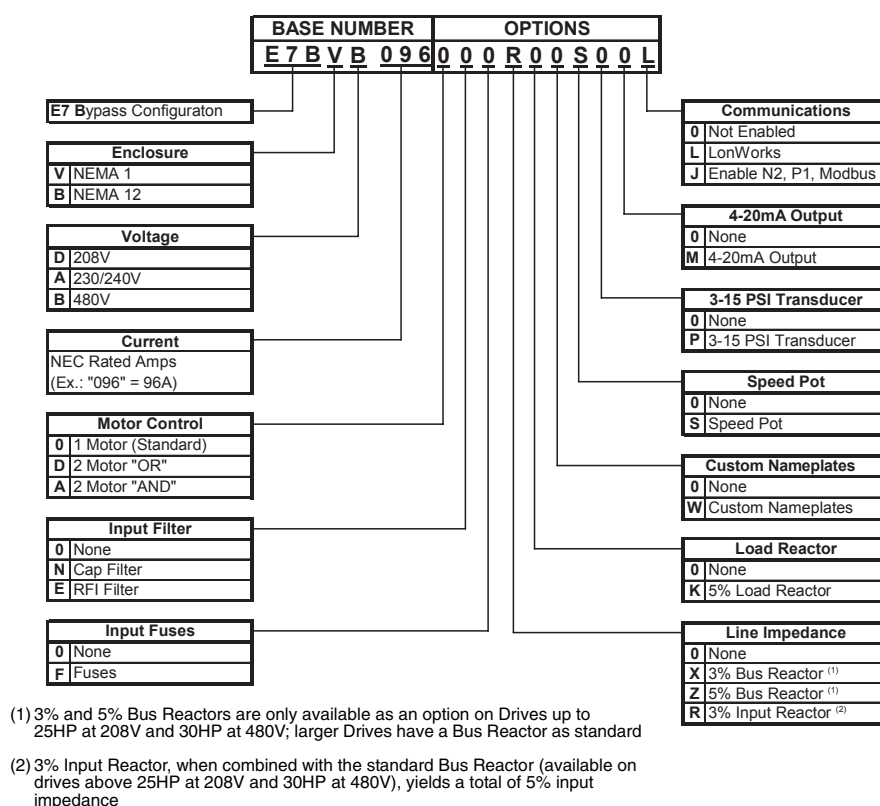 BASE NUMBER OPTIONS
E 7 B V B 0 9 6 0 0 0 R 0 0 S 0 0 L
E7 Bypass Configuraton
Enclosure
V NEMA 1
B NEMA 12
Voltage
D 208V
A 230/240V
B 480V
Current
NEC Rated Amps
(Ex.: "096" = 96A)
Motor Control
0 1 Motor (Standard)
D 2 Motor "OR"
A 2 Motor "AND"
Input Filter
0 None
N Cap Filter
E RFI Filter
Input Fuses
0 None
F Fuses
Communications
0 Not Enabled
L LonWorks
J Enable N2, P1, Modbus
4-20mA Output
0 None
M 4-20mA Output
3-15 PSI Transducer
0 None
P 3-15 PSI Transducer
Speed Pot
0 None
S Speed Pot
Custom Nameplates
0 None
W Custom Nameplates
Load Reactor
0 None
K 5% Load Reactor
Line Impedance
0 None
X 3% Bus Reactor (1)
Z 5% Bus Reactor (1)
R 3% Input Reactor (2)
(1) 3% and 5% Bus Reactors are only available as an option on Drives up to
25HP at 208V and 30HP at 480V; larger Drives have a Bus Reactor as standard
(2) 3% Input Reactor, when combined with the standard Bus Reactor (available on
drives above 25HP at 208V and 30HP at 480V), yields a total of 5% input
impedance